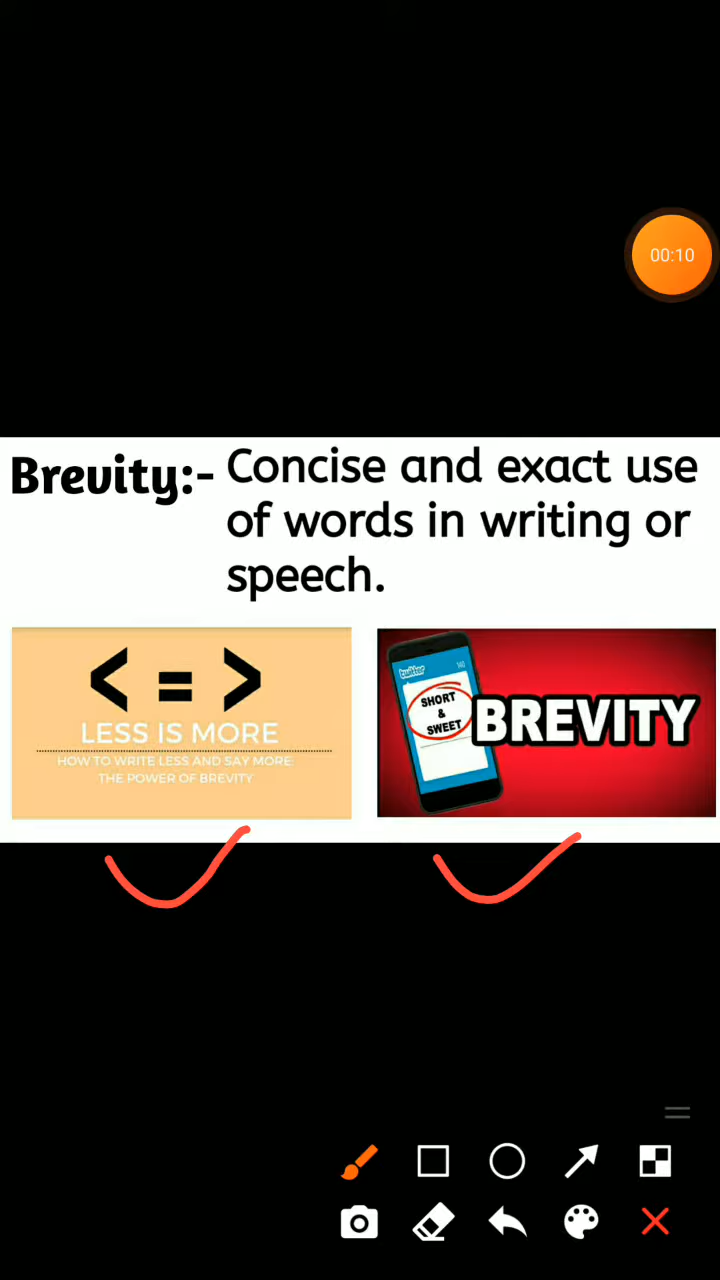 00:10
Brevity:- Concise and exact use
of words in writing or
speech.
< = >
LESS IS MORE
HOW TO WRITE LESS AND SAY MORE:
THE POWER OF BREVITY
twitter 140
SHORT
&
SWEET
BREVITY